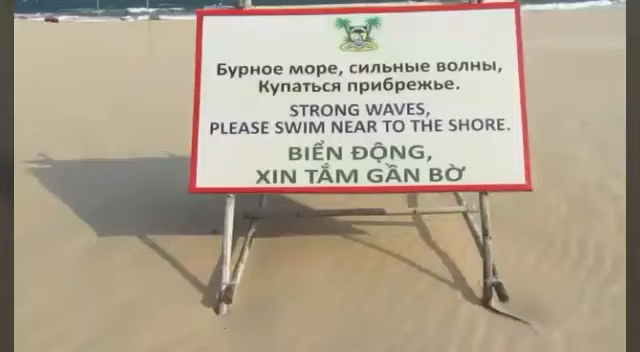 Бурное море, сильные волны,
Купаться прибрежье.
STRONG WAVES,
PLEASE SWIM NEAR TO THE SHORE.
BIỂN ĐỘNG,
XIN TẮM GẦN BỜ